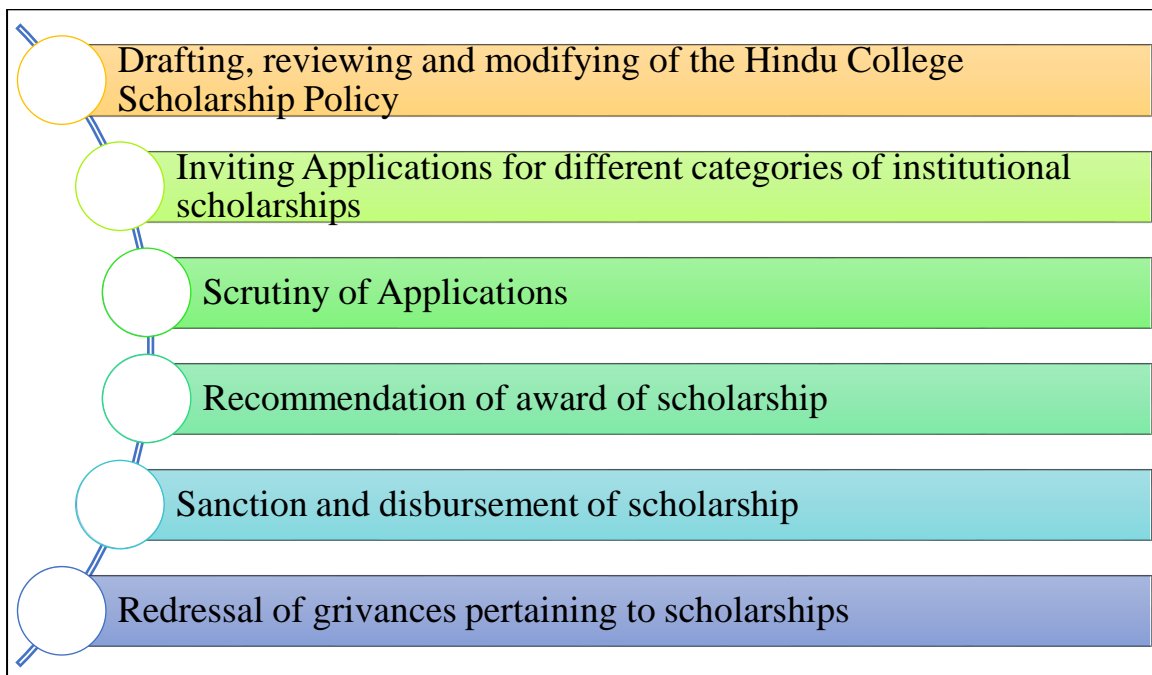 Drafting, reviewing and modifying of the Hindu College
Scholarship Policy
Inviting Applications for different categories of institutional
scholarships
Scrutiny of Applications
Recommendation of award of scholarship
Sanction and disbursement of scholarship
Redressal of grivances pertaining to scholarships